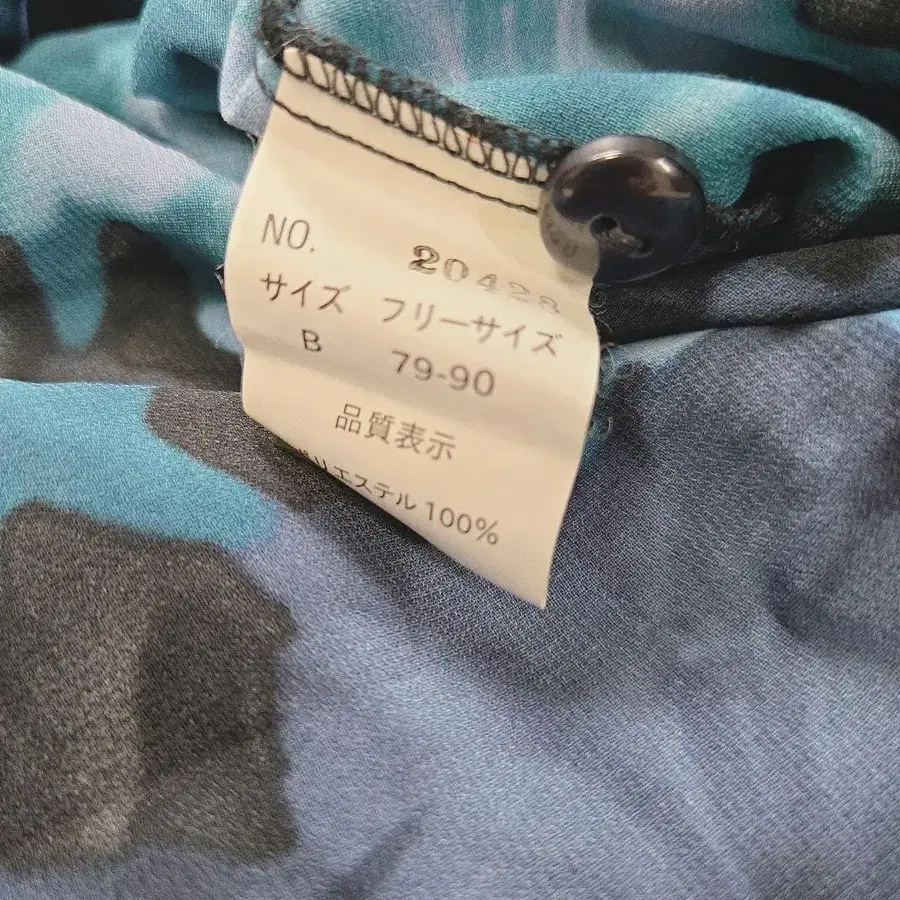 NO. 20428
サイズ フリーサイズ
B 79-90
品質表示
ポリエステル 100%